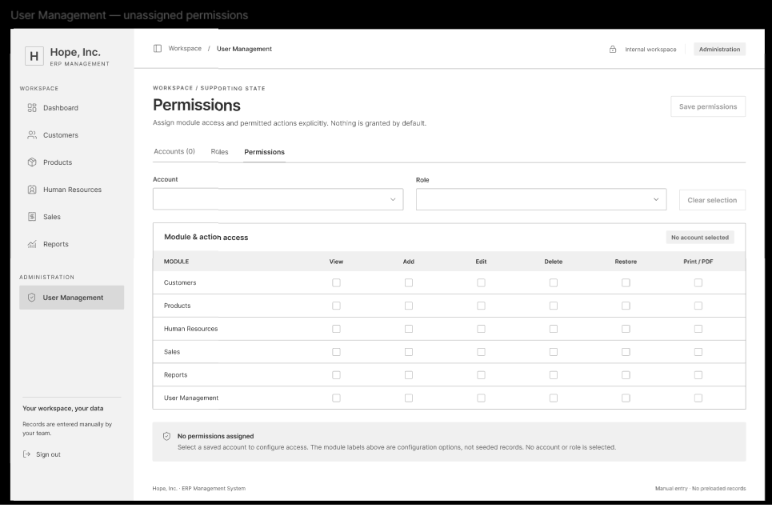 User Management — unassigned permissions
H
Hope, Inc.
ERP MANAGEMENT
WORKSPACE
Dashboard
Customers
Products
Human Resources
Sales
Reports
ADMINISTRATION
User Management
Your workspace, your data
Records are entered manually by
your team.
Sign out
Workspace / User Management
Internal workspace
Administration
WORKSPACE / SUPPORTING STATE
Permissions
Assign module access and permitted actions explicitly. Nothing is granted by default.
Save permissions
Accounts (0) Roles Permissions
Account
Role
Clear selection
Module & action access
No account selected
MODULE View Add Edit Delete Restore Print / PDF
Customers
Products
Human Resources
Sales
Reports
User Management
No permissions assigned
Select a saved account to configure access. The module labels above are configuration options, not seeded records. No account or role is selected.
Hope, Inc. · ERP Management System
Manual entry · No preloaded records